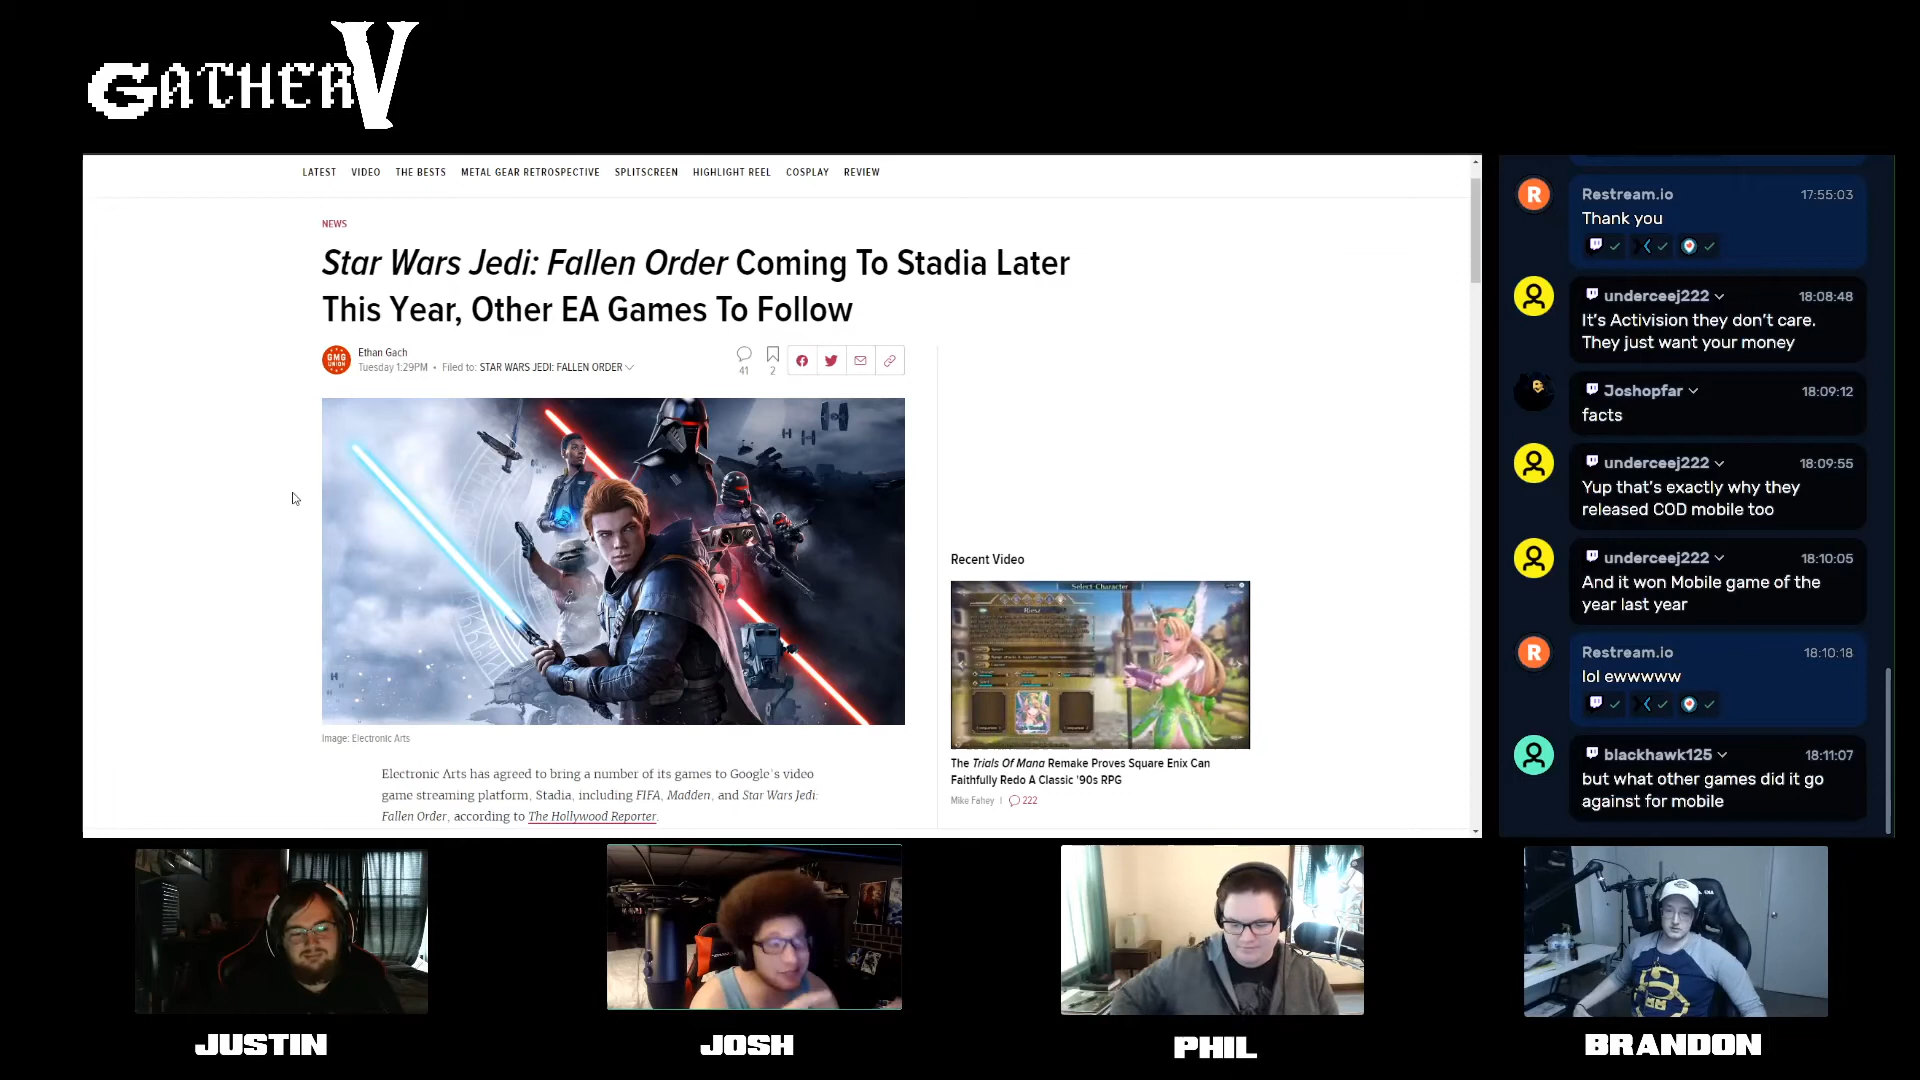 GATHER V
LATEST VIDEO THE BESTS METAL GEAR RETROSPECTIVE SPLITSCREEN HIGHLIGHT REEL COSPLAY REVIEW
NEWS
Star Wars Jedi: Fallen Order Coming To Stadia Later
This Year, Other EA Games To Follow
GMG UNION
Ethan Gach
Tuesday 1:29PM • Filed to: STAR WARS JEDI: FALLEN ORDER
41 2
Image: Electronic Arts
Electronic Arts has agreed to bring a number of its games to Google's video
game streaming platform, Stadia, including FIFA, Madden, and Star Wars Jedi:
Fallen Order, according to The Hollywood Reporter.
Recent Video
Select Character
Riesz
The Trials Of Mana Remake Proves Square Enix Can
Faithfully Redo A Classic '90s RPG
Mike Fahey | 222
R Restream.io 17:55:03
Thank you
underceej222 18:08:48
It's Activision they don't care.
They just want your money
Joshopfar 18:09:12
facts
underceej222 18:09:55
Yup that's exactly why they
released COD mobile too
underceej222 18:10:05
And it won Mobile game of the
year last year
R Restream.io 18:10:18
lol ewwwww
blackhawk125 18:11:07
but what other games did it go
against for mobile
JUSTIN
JOSH
PHIL
BRANDON